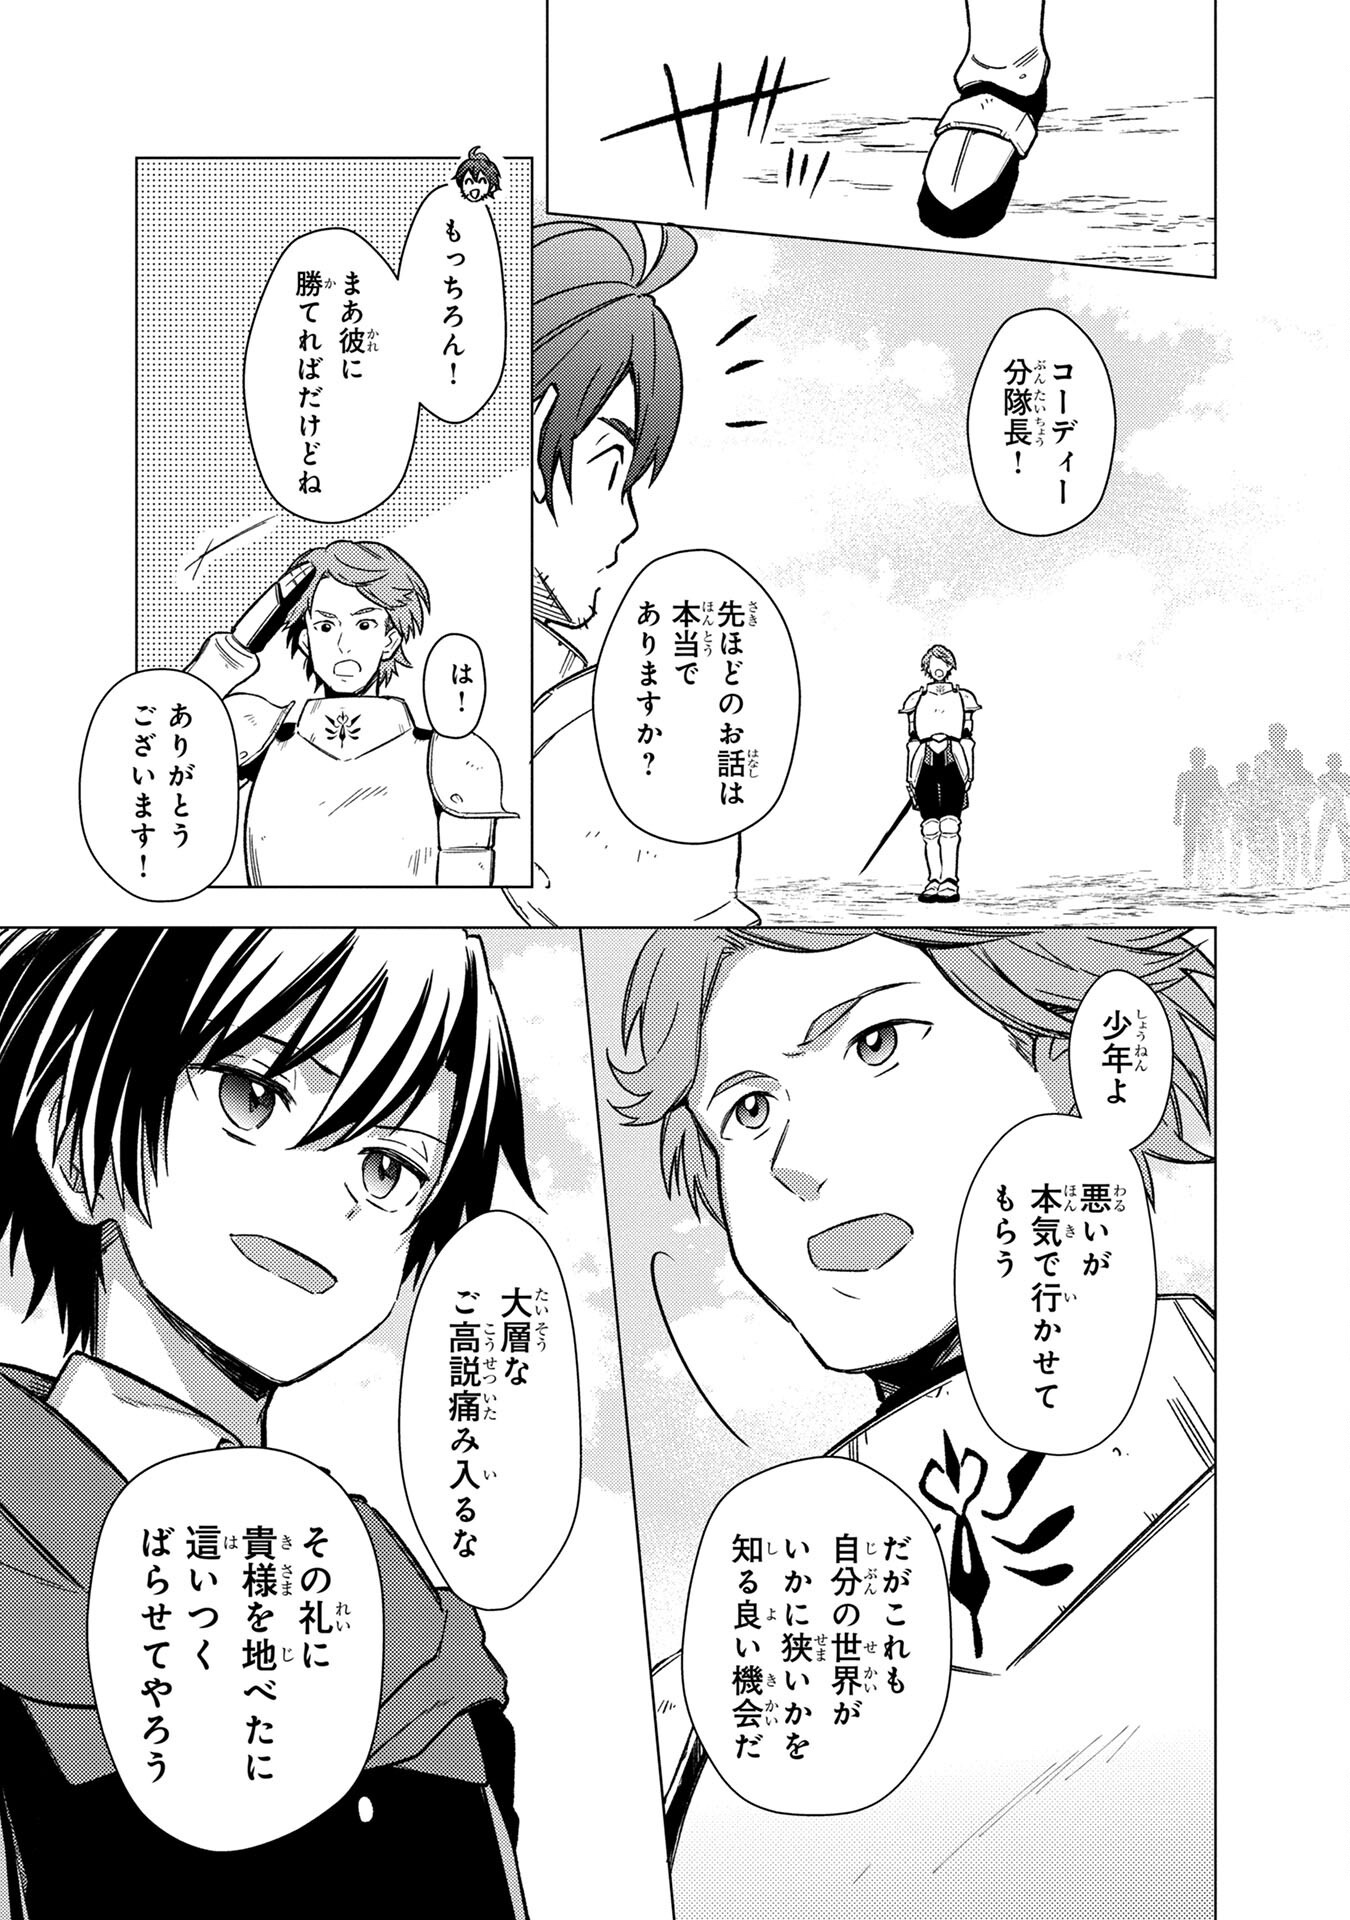 ザッ
コーディー
分隊長！
先ほどのお話は
本当で
ありますか？
もっちろん！
まあ彼に
勝てればだけどね
は！
ありがとう
ございます！
少年よ
悪いが
本気で行かせて
もらう
だがこれも
自分の世界が
いかに狭いかを
知る良い機会だ
大層な
ご高説痛み入るな
その礼に
貴様を地べたに
這いつく
ばらせてやろう